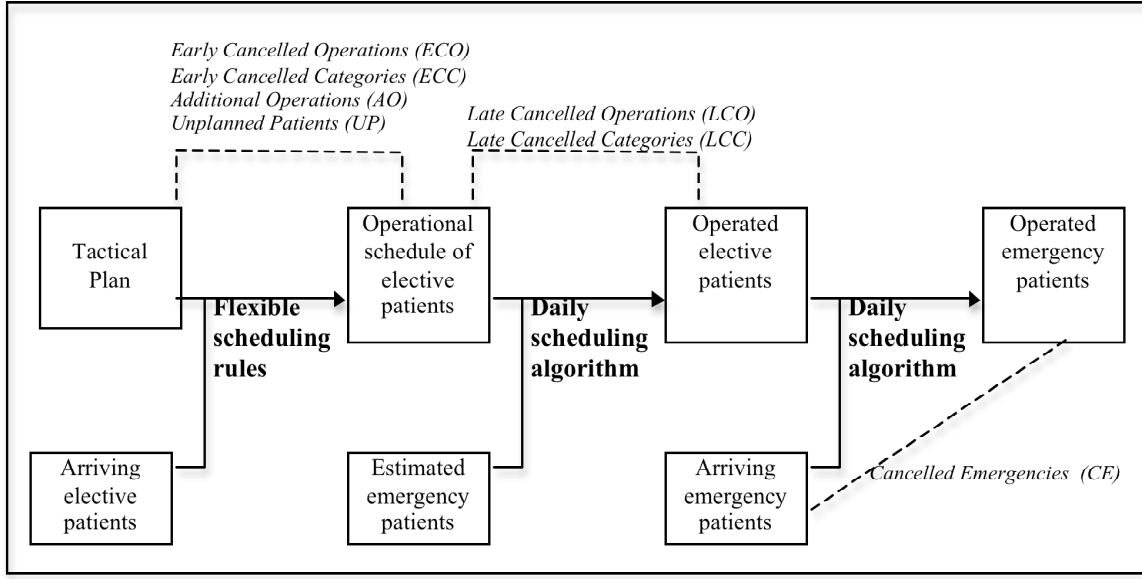 Early Cancelled Operations (ECO)
Early Cancelled Categories (ECC)
Additional Operations (AO)
Unplanned Patients (UP)
Late Cancelled Operations (LCO)
Late Cancelled Categories (LCC)
Tactical
Plan
Operational
schedule of
elective
patients
Operated
elective
patients
Operated
emergency
patients
Flexible
scheduling
rules
Daily
scheduling
algorithm
Daily
scheduling
algorithm
Arriving
elective
patients
Estimated
emergency
patients
Arriving
emergency
patients
Cancelled Emergencies (CE)